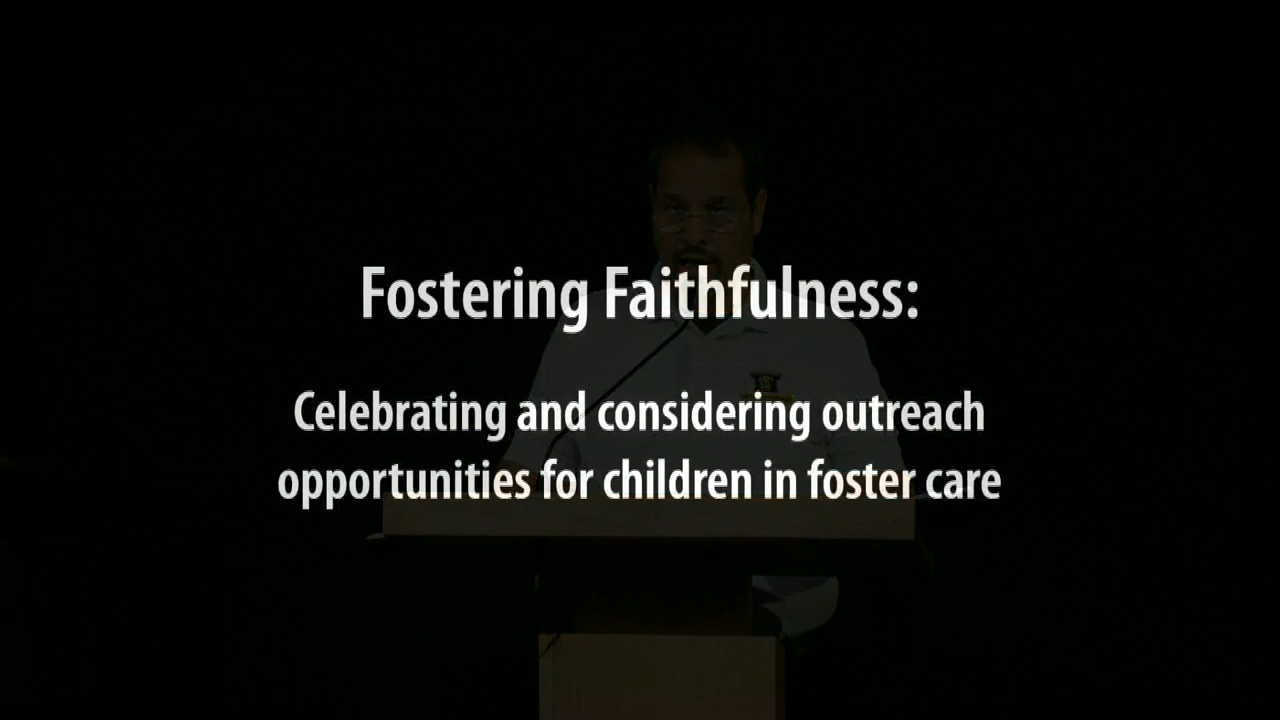 Fostering Faithfulness:
Celebrating and considering outreach
opportunities for children in foster care